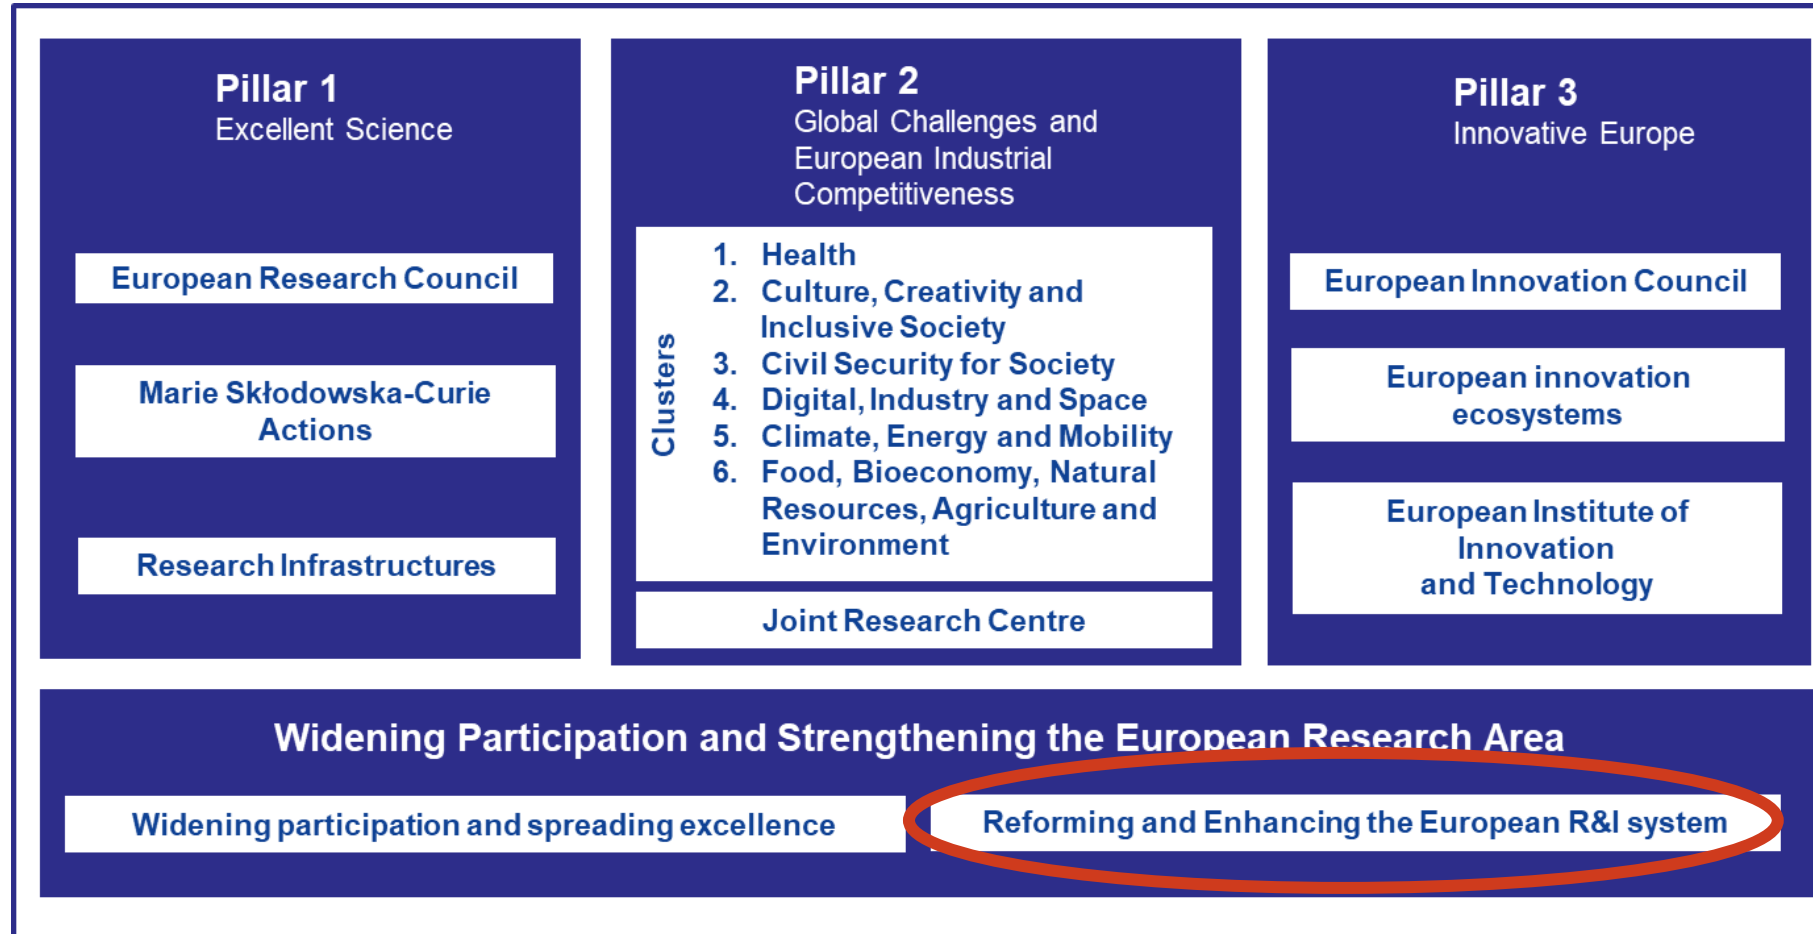 Pillar 1
Excellent Science
European Research Council
Marie Skłodowska-Curie
Actions
Research Infrastructures
Pillar 2
Global Challenges and
European Industrial
Competitiveness
Clusters
1. Health
2. Culture, Creativity and
Inclusive Society
3. Civil Security for Society
4. Digital, Industry and Space
5. Climate, Energy and Mobility
6. Food, Bioeconomy, Natural
Resources, Agriculture and
Environment
Joint Research Centre
Pillar 3
Innovative Europe
European Innovation Council
European innovation
ecosystems
European Institute of
Innovation
and Technology
Widening Participation and Strengthening the European Research Area
Widening participation and spreading excellence
Reforming and Enhancing the European R&I system